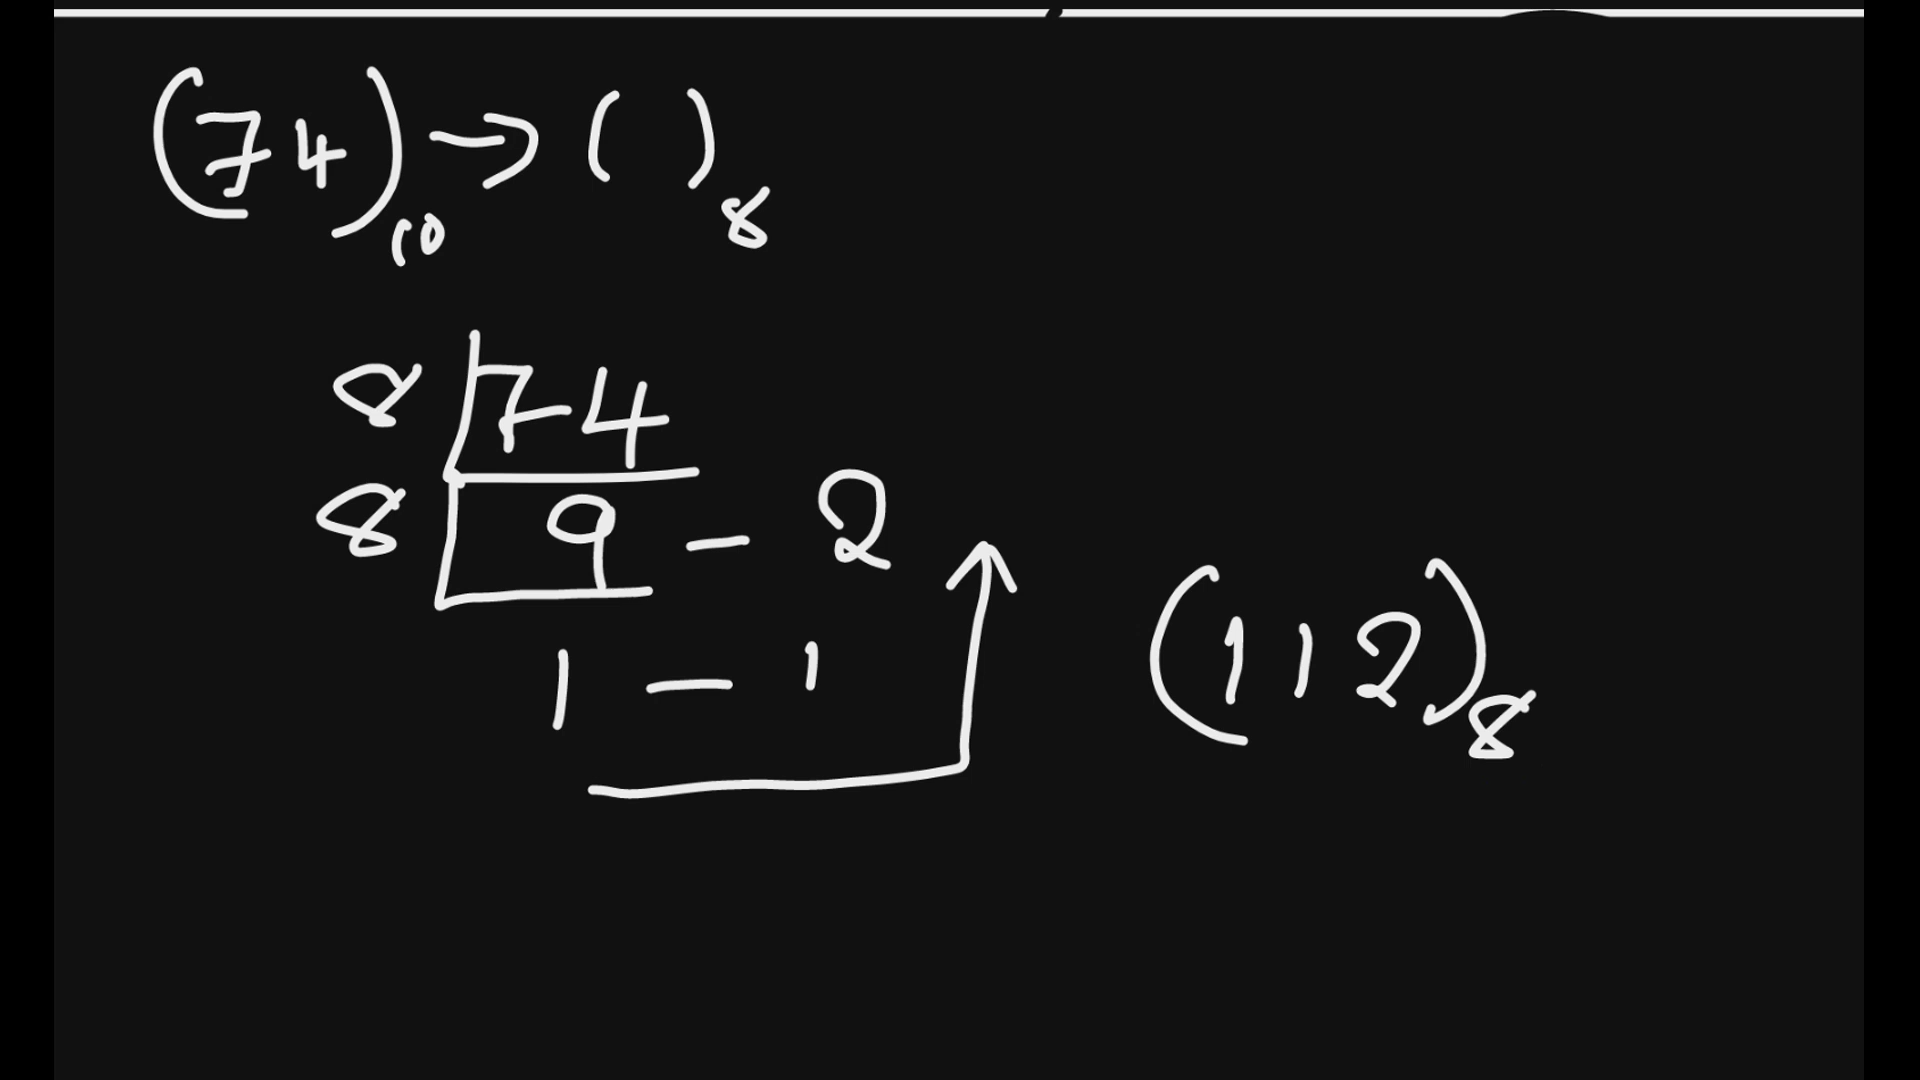 (74)₁₀ → ( )₈
8 | 74
8 | 9 - 2
1 - 1
(112)₈